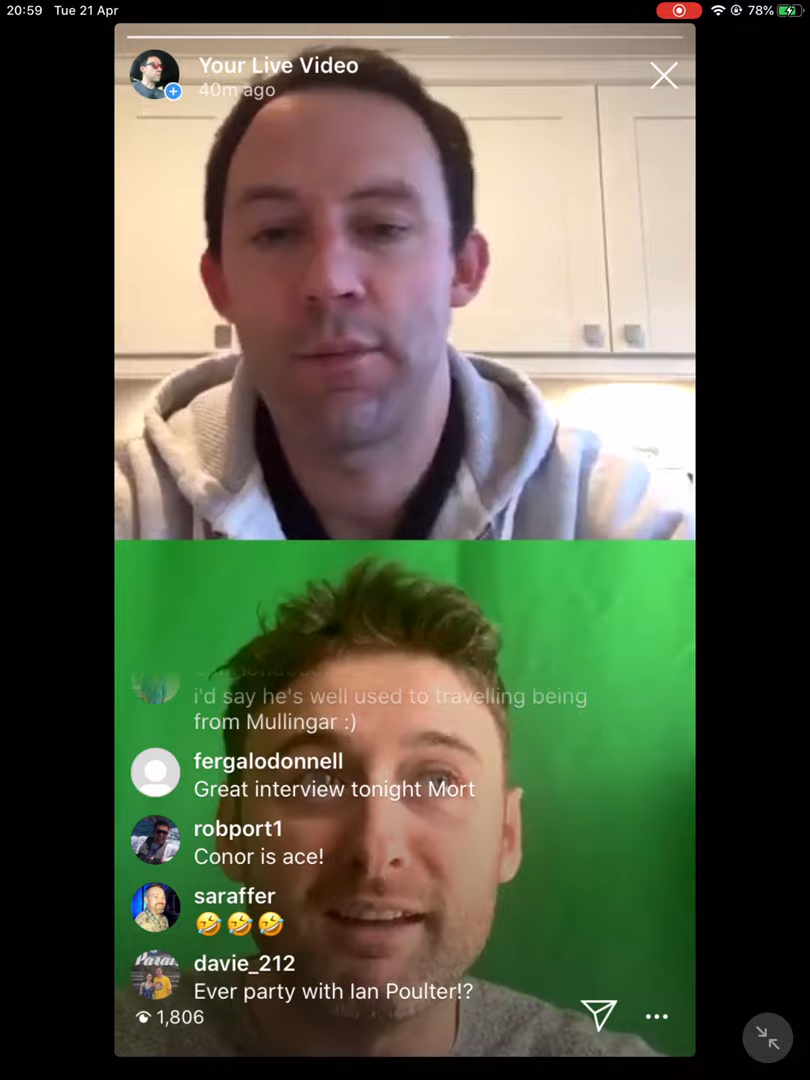 20:59 Tue 21 Apr
78%
Your Live Video
40m ago
i'd say he's well used to travelling being
from Mullingar :)
fergalodonnell
Great interview tonight Mort
robport1
Conor is ace!
saraffer
🤣🤣🤣
davie_212
Ever party with Ian Poulter!?
1,806